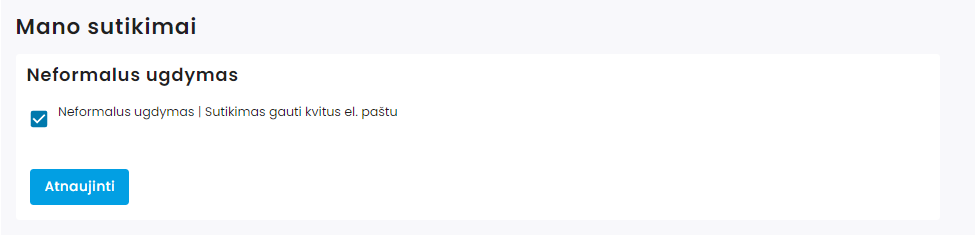 Mano sutikimai
Neformalus ugdymas
Neformalus ugdymas | Sutikimas gauti kvitus el. paštu
Atnaujinti